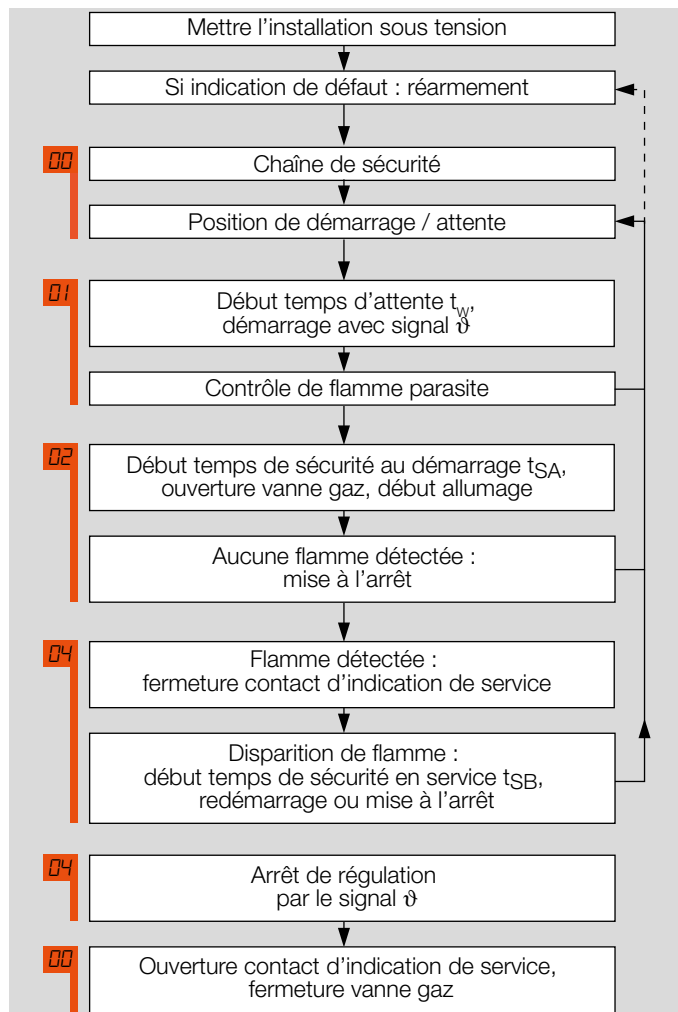 Mettre l'installation sous tension
Si indication de défaut : réarmement
00
Chaîne de sécurité
Position de démarrage / attente
01
Début temps d'attente tW,
démarrage avec signal ϑ
Contrôle de flamme parasite
02
Début temps de sécurité au démarrage tSA,
ouverture vanne gaz, début allumage
Aucune flamme détectée :
mise à l'arrêt
04
Flamme détectée :
fermeture contact d'indication de service
Disparition de flamme :
début temps de sécurité en service tSB,
redémarrage ou mise à l'arrêt
04
Arrêt de régulation
par le signal ϑ
00
Ouverture contact d'indication de service,
fermeture vanne gaz